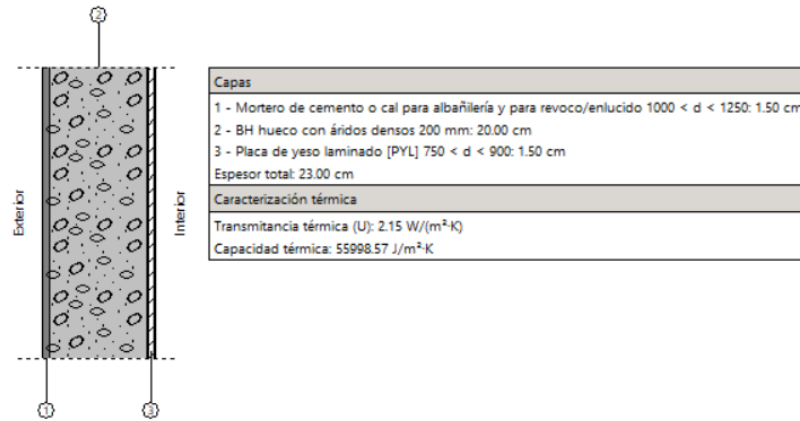 2
Exterior
Interior
1
3
Capas
1 - Mortero de cemento o cal para albañilería y para revoco/enlucido 1000 < d < 1250: 1.50 cm
2 - BH hueco con áridos densos 200 mm: 20.00 cm
3 - Placa de yeso laminado [PYL] 750 < d < 900: 1.50 cm
Espesor total: 23.00 cm
Caracterización térmica
Transmitancia térmica (U): 2.15 W/(m²·K)
Capacidad térmica: 55998.57 J/m²·K